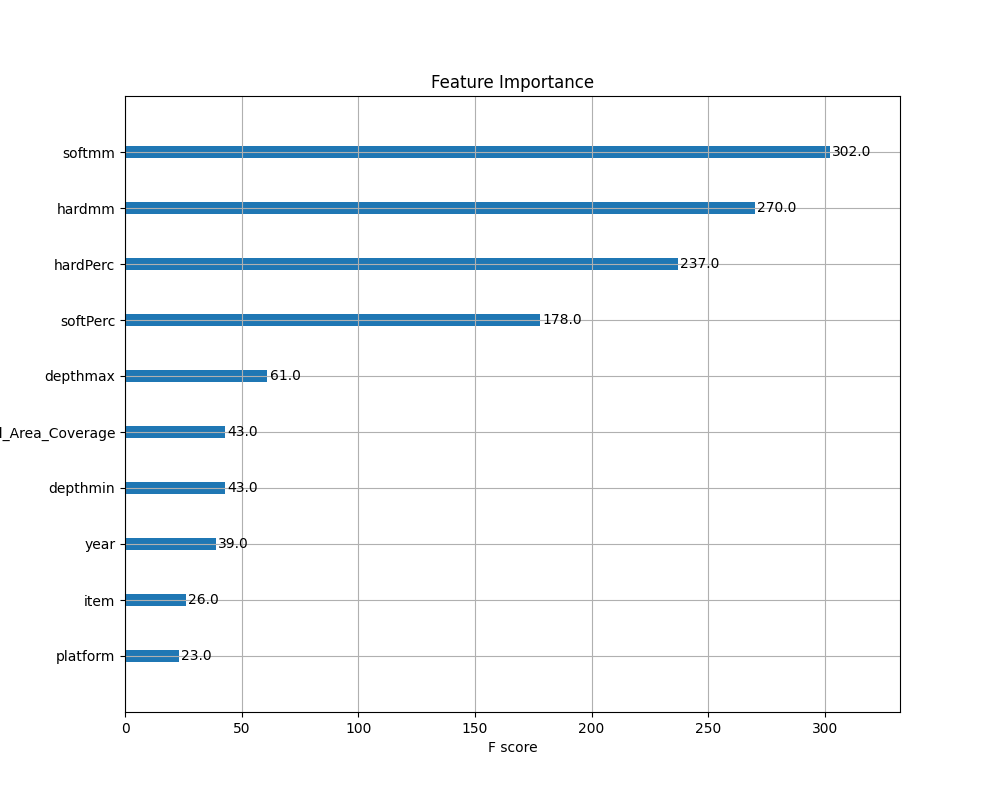 Feature Importance
softmm 302.0
hardmm 270.0
hardPerc 237.0
softPerc 178.0
depthmax 61.0
l_Area_Coverage 43.0
depthmin 43.0
year 39.0
item 26.0
platform 23.0
0 50 100 150 200 250 300
F score